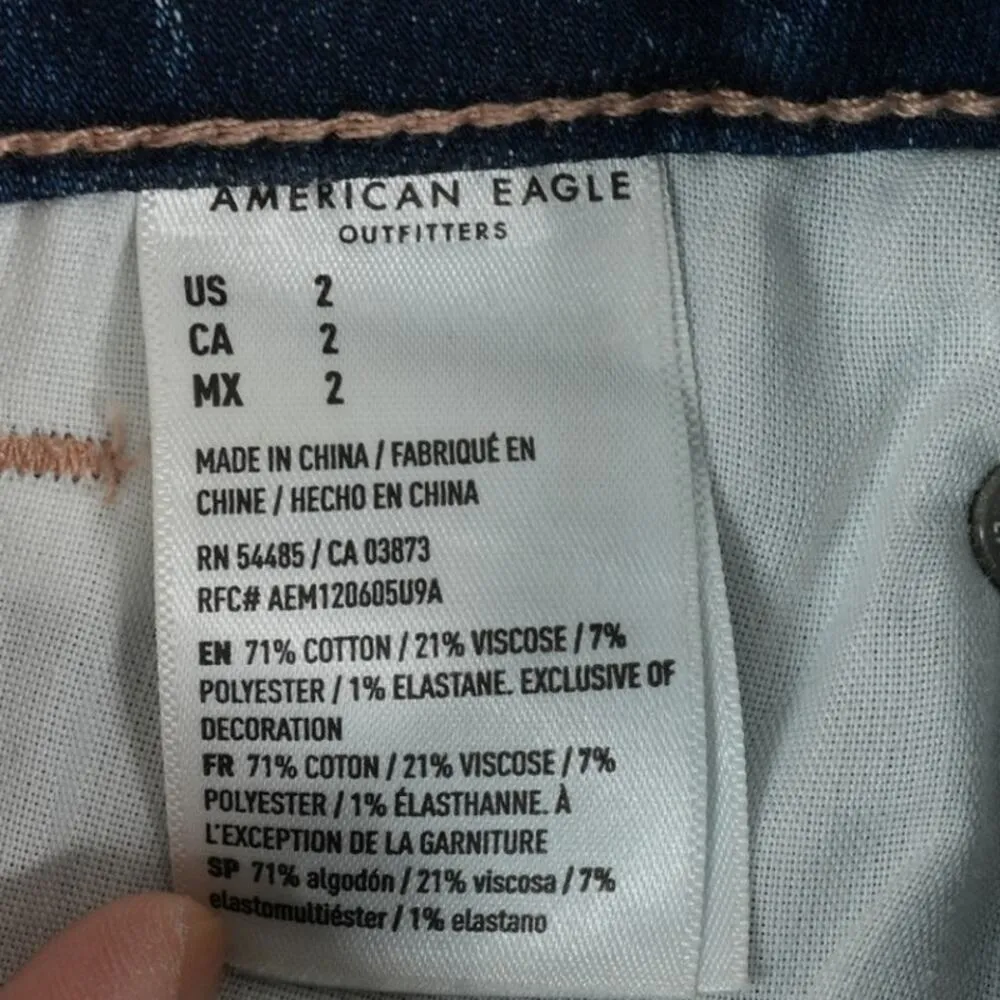 AMERICAN EAGLE
OUTFITTERS
US 2
CA 2
MX 2
MADE IN CHINA / FABRIQUÉ EN
CHINE / HECHO EN CHINA
RN 54485 / CA 03873
RFC# AEM120605U9A
EN 71% COTTON / 21% VISCOSE / 7%
POLYESTER / 1% ELASTANE. EXCLUSIVE OF
DECORATION
FR 71% COTON / 21% VISCOSE / 7%
POLYESTER / 1% ÉLASTHANNE. À
L'EXCEPTION DE LA GARNITURE
SP 71% algodón / 21% viscosa / 7%
elastomultiéster / 1% elastano